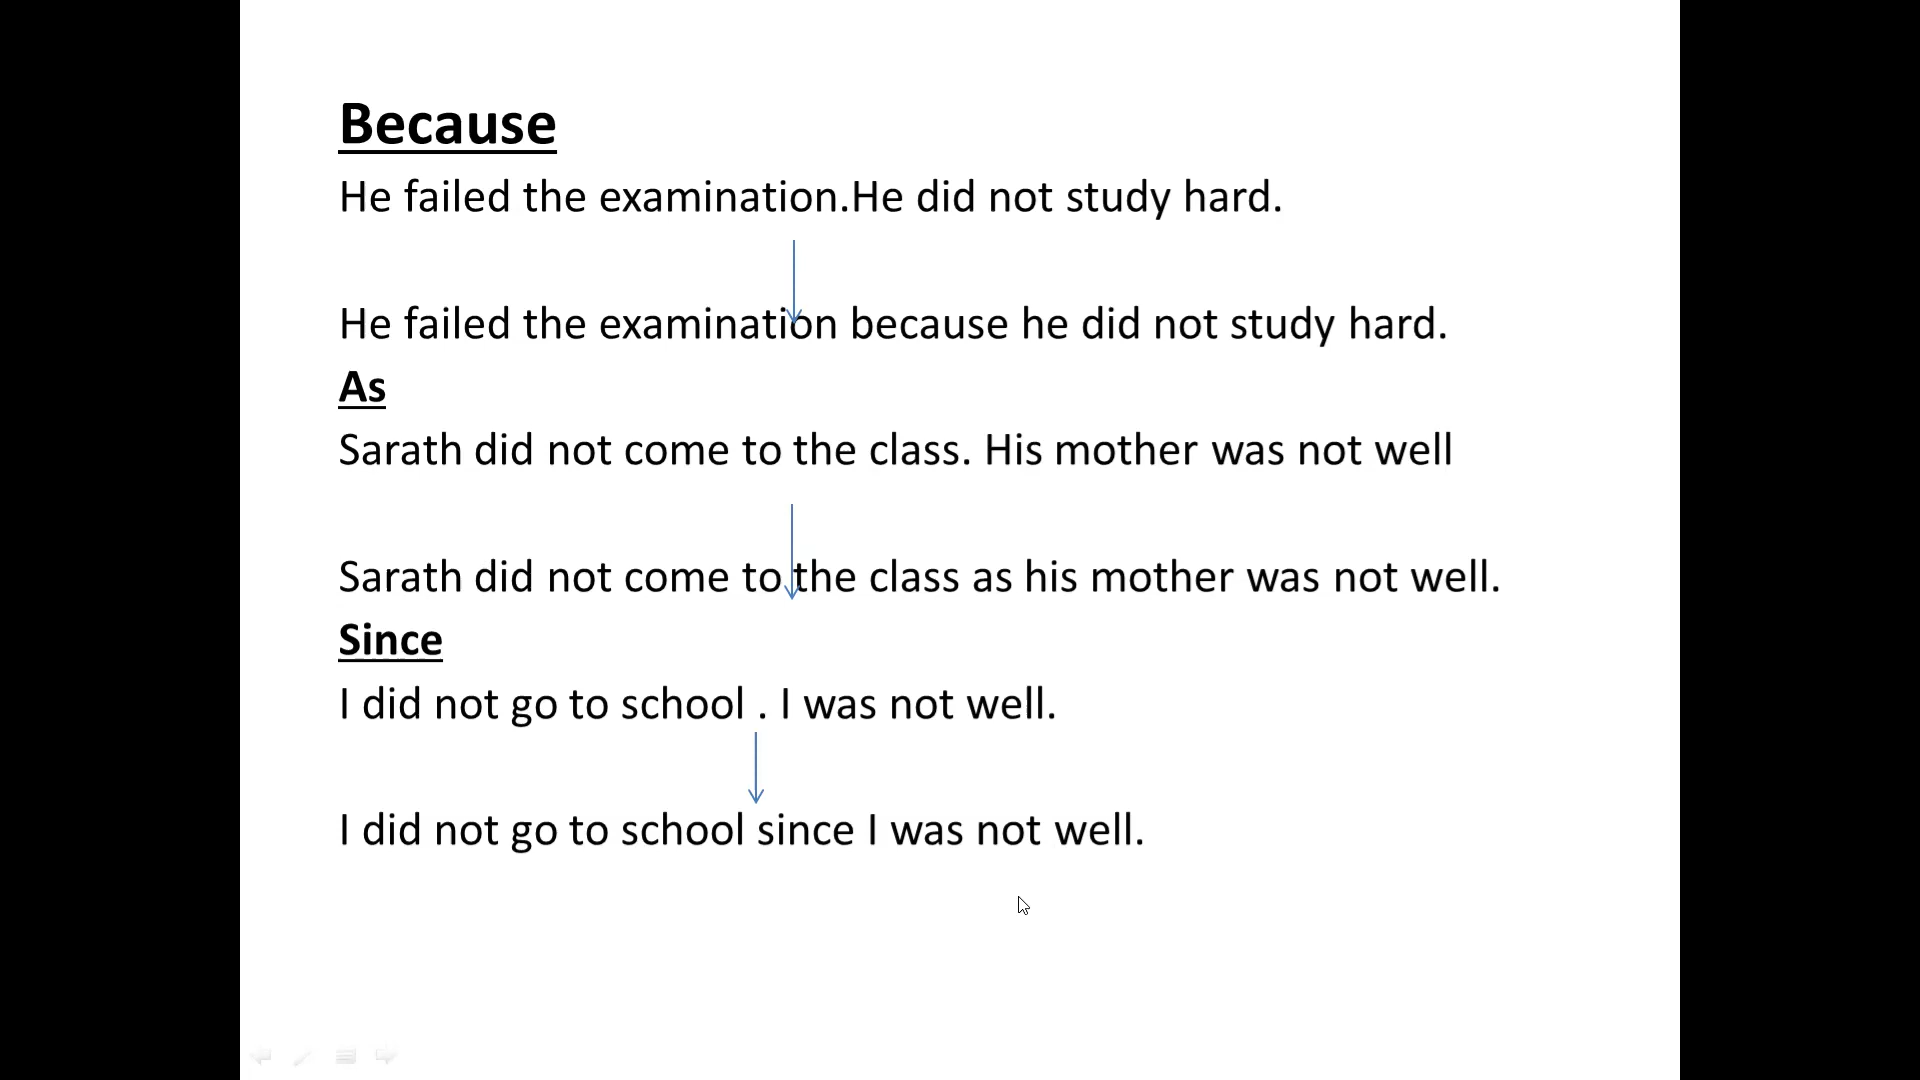 Because
He failed the examination.He did not study hard.
He failed the examination because he did not study hard.
As
Sarath did not come to the class. His mother was not well
Sarath did not come to the class as his mother was not well.
Since
I did not go to school . I was not well.
I did not go to school since I was not well.